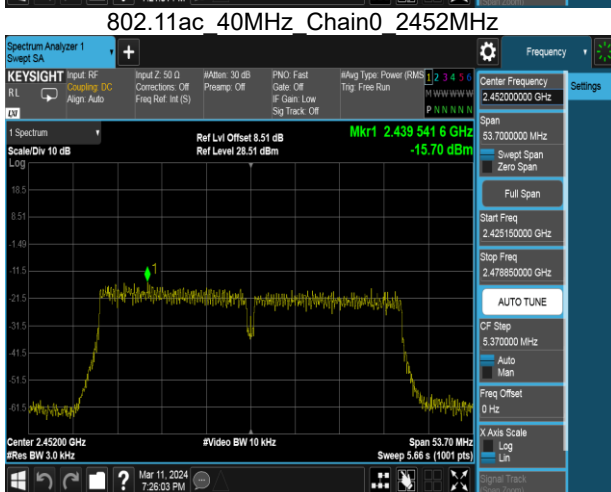 802.11ac_40MHz_Chain0_2452MHz
Spectrum Analyzer 1
Swept SA
Frequency
KEYSIGHT
RL
Input: RF
Coupling: DC
Align: Auto
Input Z: 50 Ω
Corrections: Off
Freq Ref: Int (S)
#Atten: 30 dB
Preamp: Off
PNO: Fast
Gate: Off
IF Gain: Low
Sig Track: Off
#Avg Type: Power (RMS
Trig: Free Run
1 2 3 4 5 6
M W W W W W
P N N N N N
Center Frequency
2.452000000 GHz
Settings
Span
53.7000000 MHz
Swept Span
Zero Span
Full Span
Start Freq
2.425150000 GHz
Stop Freq
2.478850000 GHz
AUTO TUNE
CF Step
5.370000 MHz
Auto
Man
Freq Offset
0 Hz
X Axis Scale
Log
Lin
Signal Track
(Span Zoom)
1 Spectrum
Scale/Div 10 dB
Log
Ref Lvl Offset 8.51 dB
Ref Level 28.51 dBm
Mkr1 2.439 541 6 GHz
-15.70 dBm
18.5
8.51
-1.49
-11.5
-21.5
-31.5
-41.5
-51.5
-61.5
1
Center 2.45200 GHz
#Res BW 3.0 kHz
#Video BW 10 kHz
Span 53.70 MHz
Sweep 5.66 s (1001 pts)
Mar 11, 2024
7:26:03 PM